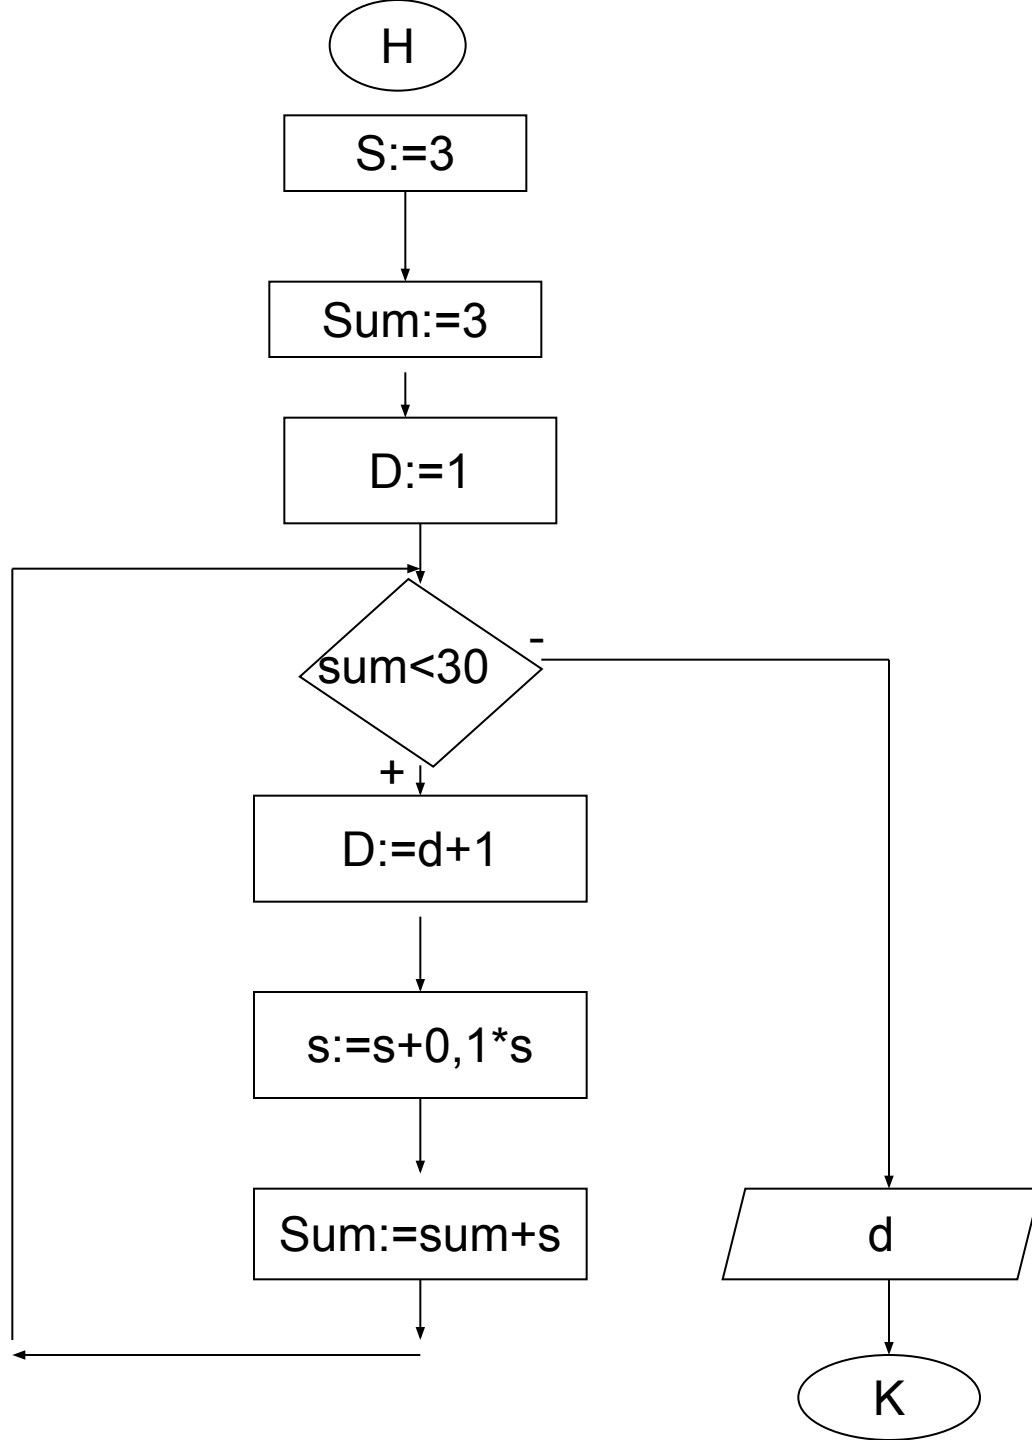 Н
S:=3
Sum:=3
D:=1
sum<30
-
+
D:=d+1
s:=s+0,1*s
Sum:=sum+s
d
К